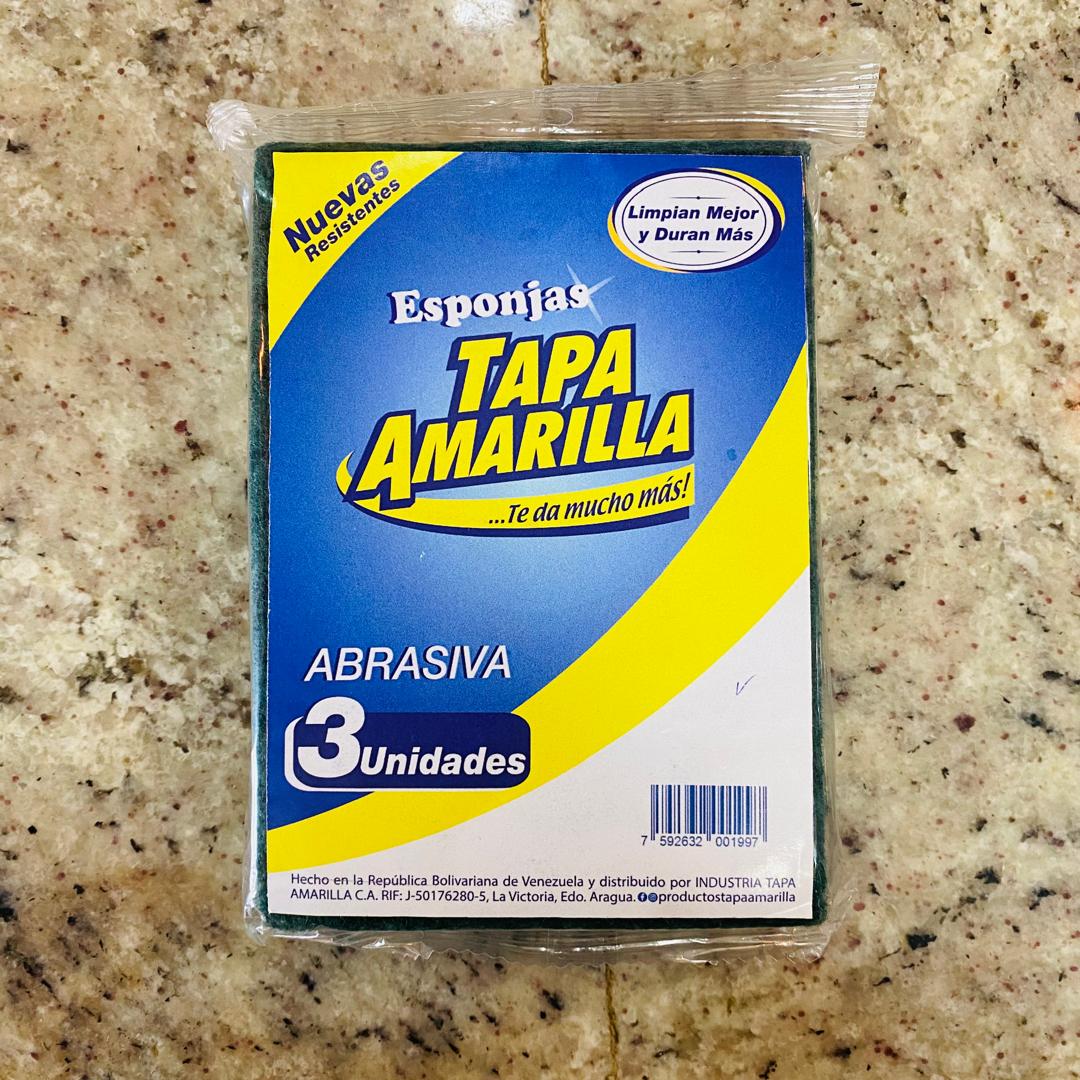 Nuevas
Resistentes
Limpian Mejor
y Duran Más
Esponjas
TAPA
AMARILLA
...Te da mucho más!
ABRASIVA
3 Unidades
7 592632 001997
Hecho en la República Bolivariana de Venezuela y distribuido por INDUSTRIA TAPA
AMARILLA C.A. RIF: J-50176280-5, La Victoria, Edo. Aragua. productostapaamarilla